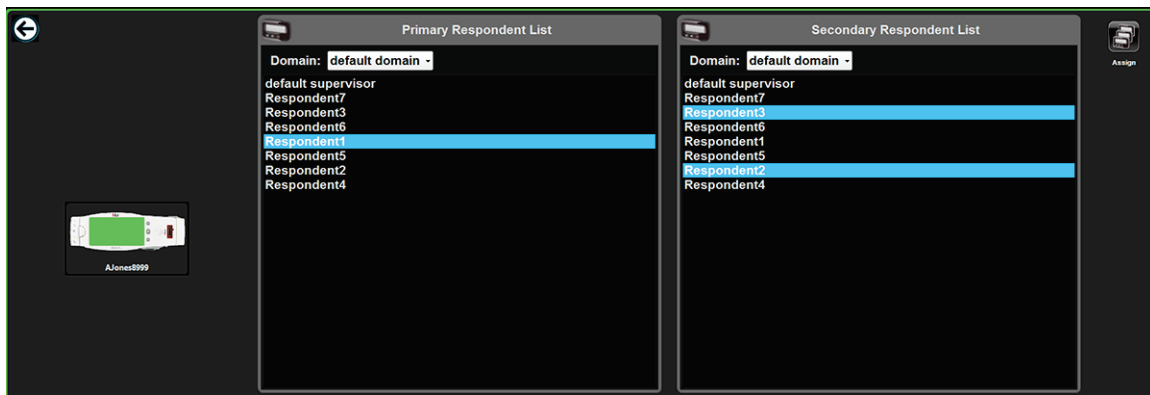 Primary Respondent List
Domain: default domain
default supervisor
Respondent7
Respondent3
Respondent6
Respondent1
Respondent5
Respondent2
Respondent4
Secondary Respondent List
Domain: default domain
default supervisor
Respondent7
Respondent3
Respondent6
Respondent1
Respondent5
Respondent2
Respondent4
Assign
AJones8999